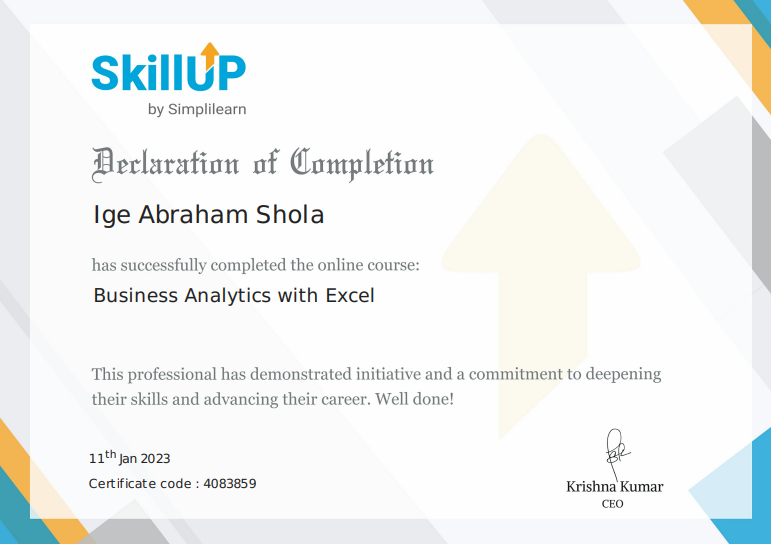 SkillUP
by Simplilearn
Declaration of Completion
Ige Abraham Shola
has successfully completed the online course:
Business Analytics with Excel
This professional has demonstrated initiative and a commitment to deepening
their skills and advancing their career. Well done!
11th Jan 2023
Certificate code : 4083859
Krishna Kumar
CEO